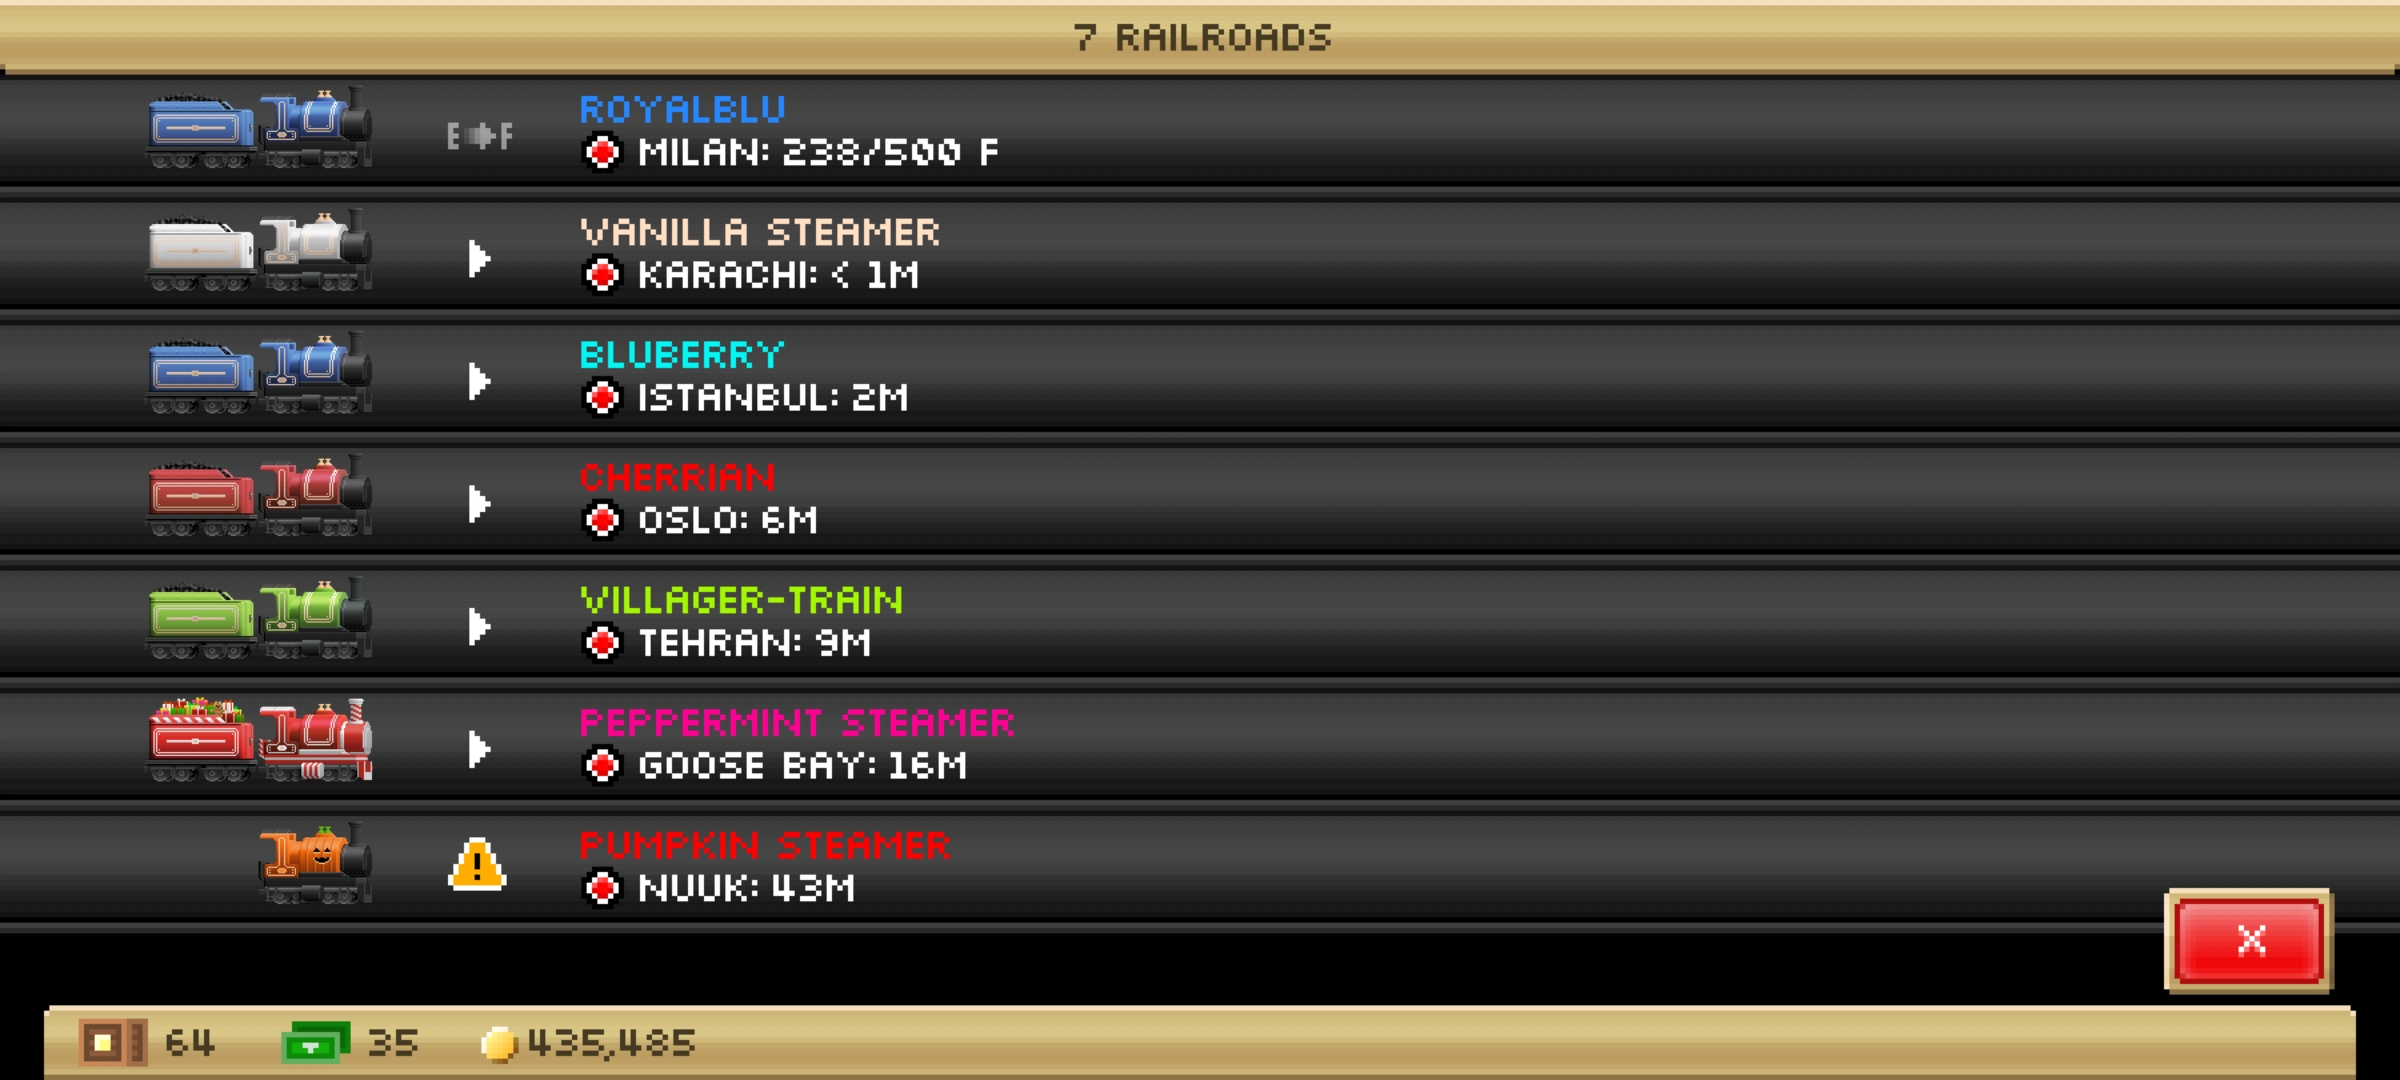 7 RAILROADS
ROYALBLU
E F
MILAN: 238/500 F
VANILLA STEAMER
KARACHI: < 1M
BLUBERRY
ISTANBUL: 2M
CHERRIAN
OSLO: 6M
VILLAGER-TRAIN
TEHRAN: 9M
PEPPERMINT STEAMER
GOOSE BAY: 16M
PUMPKIN STEAMER
!
NUUK: 43M
X
64 35 435,485